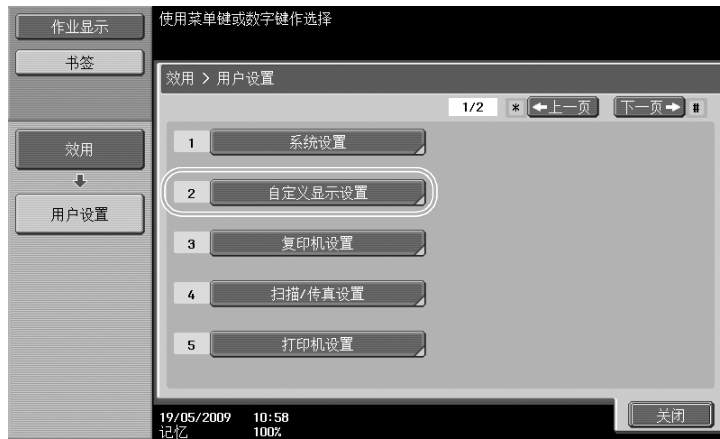 作业显示
书签
效用
用户设置
使用菜单键或数字键作选择
效用 > 用户设置
1/2 * ←上一页 下一页→ #
1 系统设置
2 自定义显示设置
3 复印机设置
4 扫描/传真设置
5 打印机设置
19/05/2009 10:58
记忆 100%
关闭